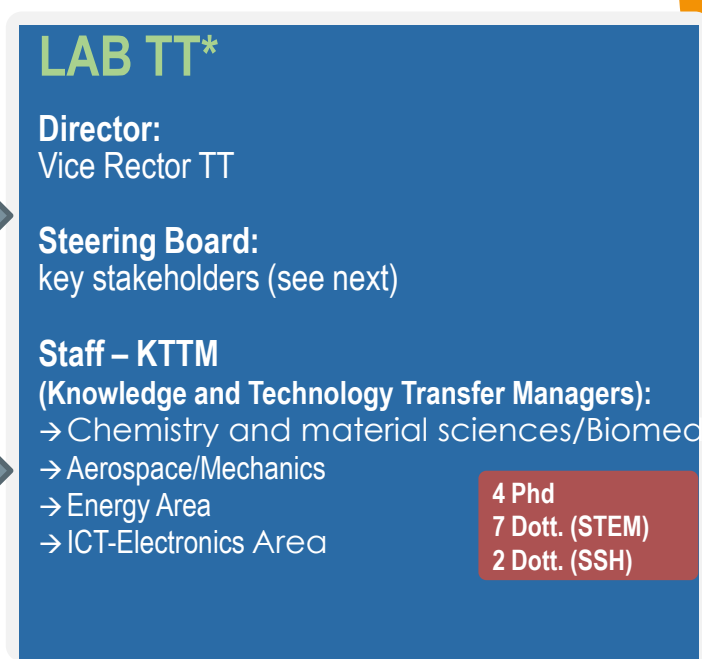 LAB TT*
Director:
Vice Rector TT
Steering Board:
key stakeholders (see next)
Staff – KTTM
(Knowledge and Technology Transfer Managers):
→ Chemistry and material sciences/Biomed
→ Aerospace/Mechanics
→ Energy Area
→ ICT-Electronics Area
4 Phd
7 Dott. (STEM)
2 Dott. (SSH)